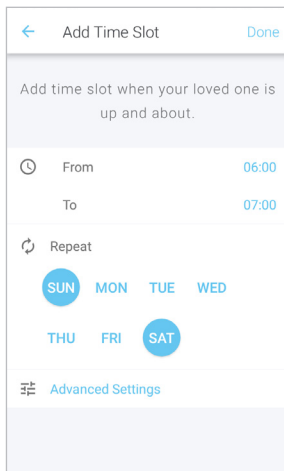 Add Time Slot Done
Add time slot when your loved one is
up and about.
From 06:00
To 07:00
Repeat
SUN MON TUE WED
THU FRI SAT
Advanced Settings